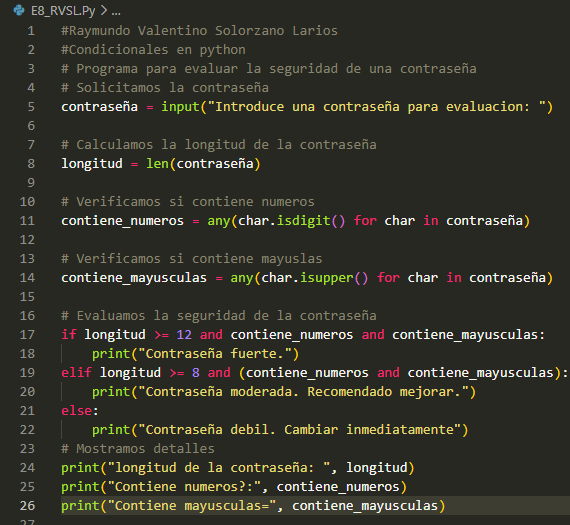 E8_RVSL.Py > ...
1 #Raymundo Valentino Solorzano Larios
2 #Condicionales en python
3 # Programa para evaluar la seguridad de una contraseña
4 # Solicitamos la contraseña
5 contraseña = input("Introduce una contraseña para evaluacion: ")
6
7 # Calculamos la longitud de la contraseña
8 longitud = len(contraseña)
9
10 # Verificamos si contiene numeros
11 contiene_numeros = any(char.isdigit() for char in contraseña)
12
13 # Verificamos si contiene mayuslas
14 contiene_mayusculas = any(char.isupper() for char in contraseña)
15
16 # Evaluamos la seguridad de la contraseña
17 if longitud >= 12 and contiene_numeros and contiene_mayusculas:
18     print("Contraseña fuerte.")
19 elif longitud >= 8 and (contiene_numeros and contiene_mayusculas):
20     print("Contraseña moderada. Recomendado mejorar.")
21 else:
22     print("Contraseña debil. Cambiar inmediatamente")
23 # Mostramos detalles
24 print("longitud de la contraseña: ", longitud)
25 print("Contiene numeros?:", contiene_numeros)
26 print("Contiene mayusculas=", contiene_mayusculas)